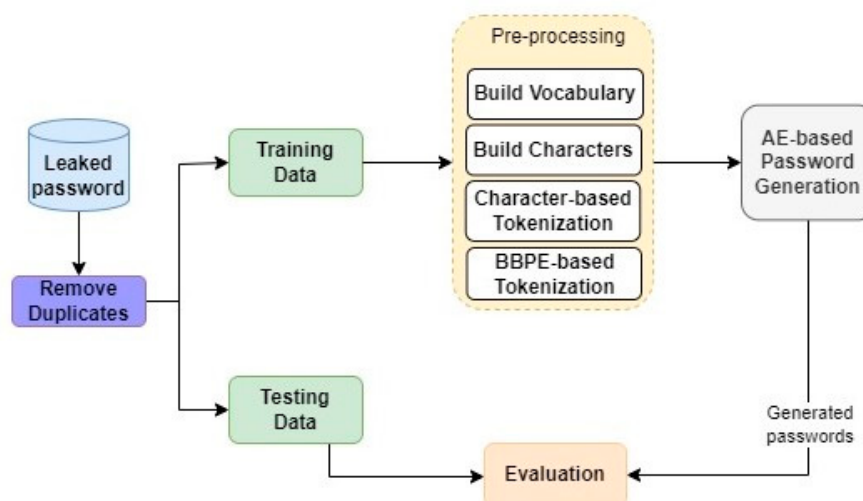 Pre-processing
Build Vocabulary
Build Characters
Character-based
Tokenization
BBPE-based
Tokenization
Leaked
password
Remove
Duplicates
Training
Data
AE-based
Password
Generation
Testing
Data
Generated
passwords
Evaluation